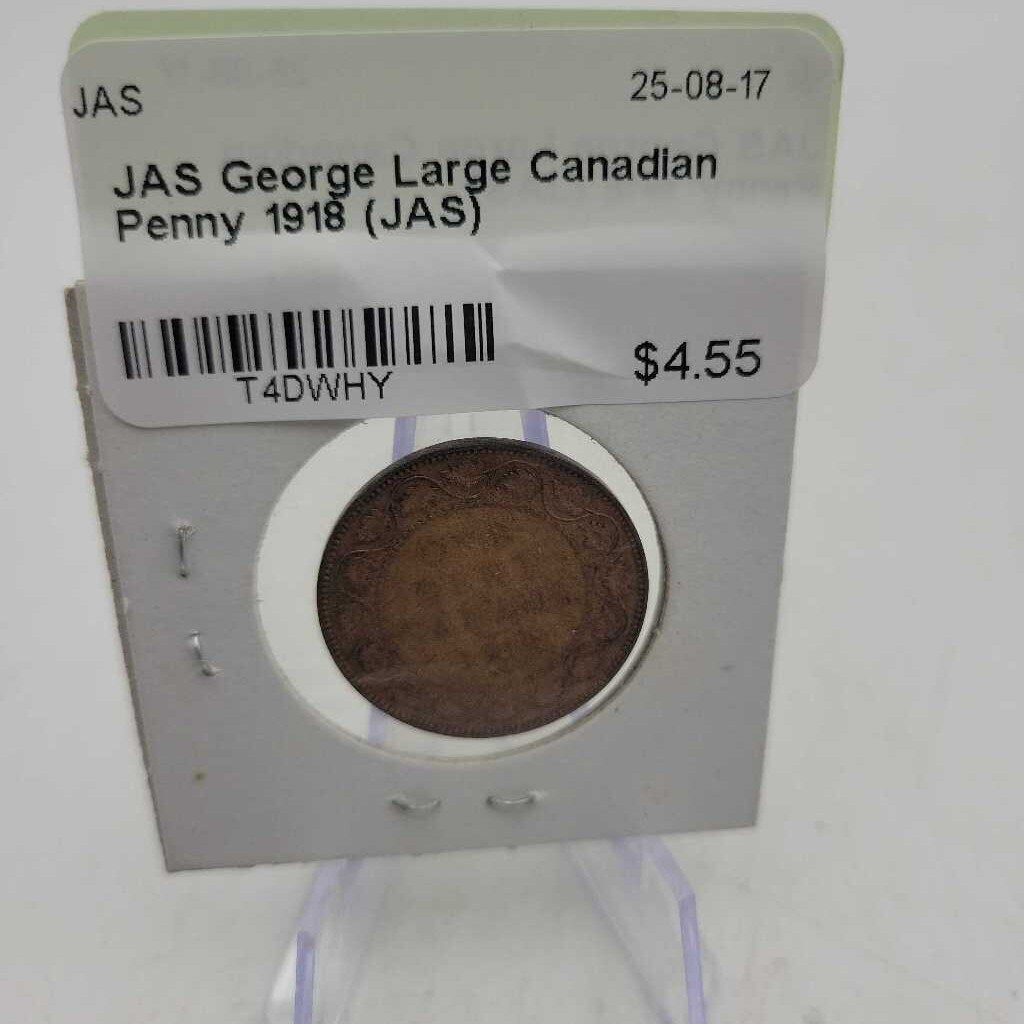 JAS 25-08-17
JAS George Large Canadian
Penny 1918 (JAS)
T4DWHY $4.55